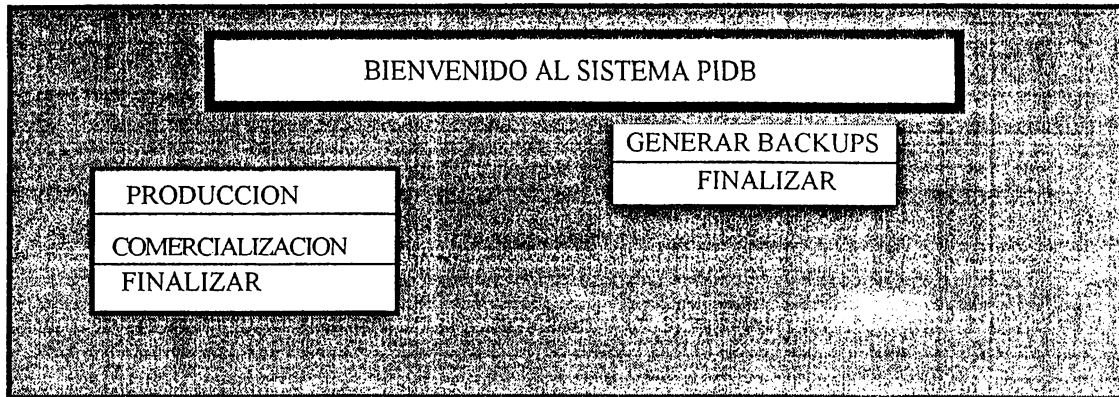 BIENVENIDO AL SISTEMA PIDB
GENERAR BACKUPS
FINALIZAR
PRODUCCION
COMERCIALIZACION
FINALIZAR